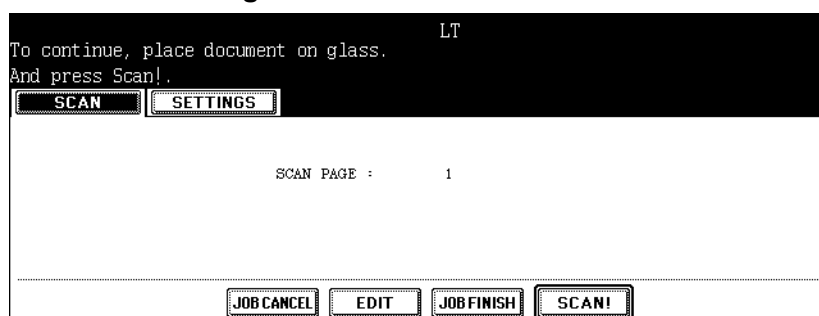 LT
To continue, place document on glass.
And press Scan!.
SCAN SETTINGS
SCAN PAGE : 1
JOB CANCEL EDIT JOB FINISH SCAN!